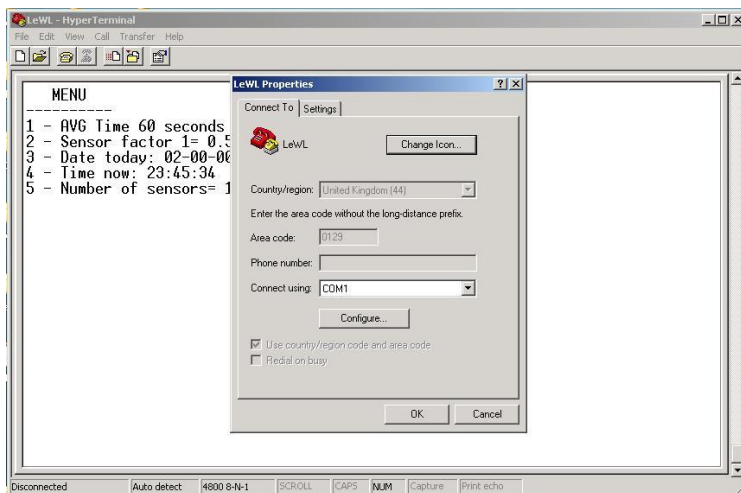 LeWL - HyperTerminal
File Edit View Call Transfer Help
MENU
----------
1 - AVG Time 60 seconds
2 - Sensor factor 1= 0.5
3 - Date today: 02-00-00
4 - Time now: 23:45:34
5 - Number of sensors= 1
LeWL Properties
Connect To Settings
LeWL Change Icon...
Country/region: United Kingdom (44)
Enter the area code without the long-distance prefix.
Area code: 0129
Phone number:
Connect using: COM1
Configure...
Use country/region code and area code
Redial on busy
OK Cancel
Disconnected Auto detect 4800 8-N-1 SCROLL CAPS NUM Capture Print echo